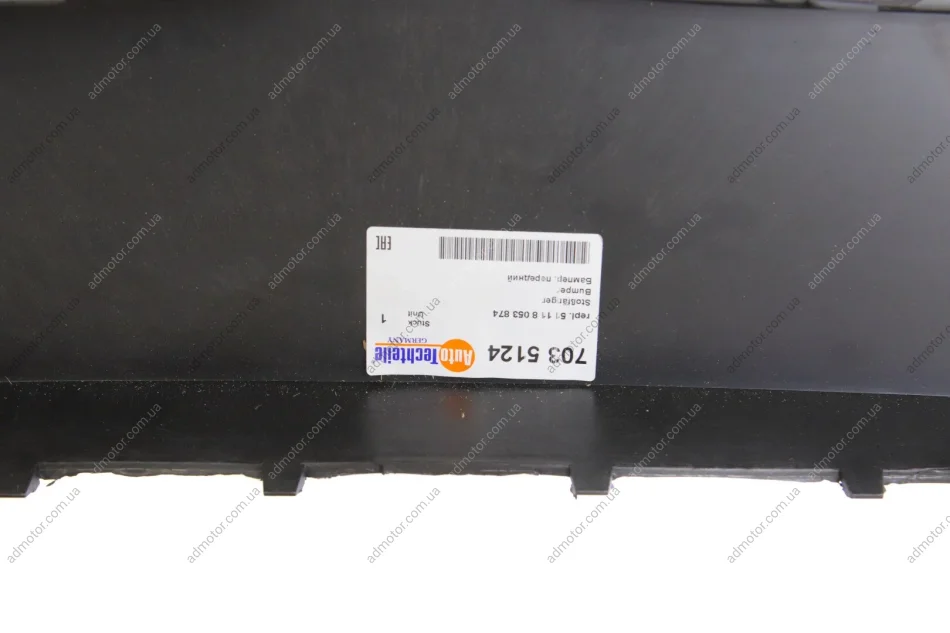 703 5124
AutoTechteile
GERMANY
repl. 51 11 8 053 874
Stück
Unit
1
Stoßfänger
Bumper
Бампер, передний
EAC
admotor.com.ua